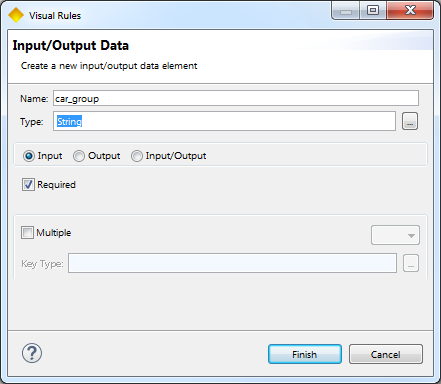 Visual Rules
Input/Output Data
Create a new input/output data element
Name: car_group
Type: String ...
Input Output Input/Output
Required
Multiple
Key Type: ...
? Finish Cancel